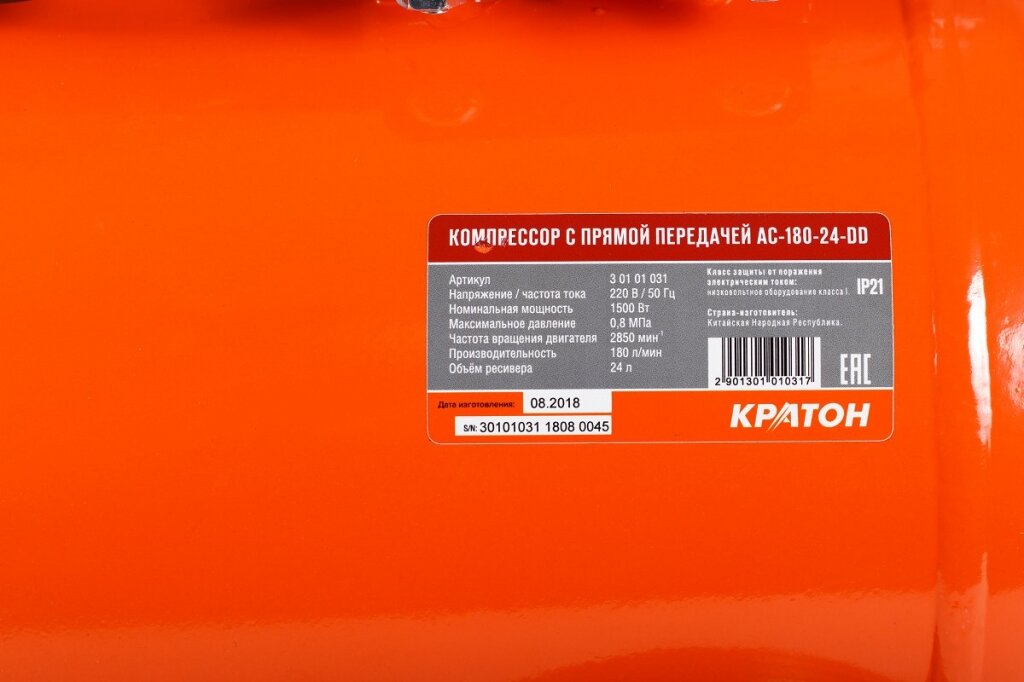 КОМПРЕССОР С ПРЯМОЙ ПЕРЕДАЧЕЙ AC-180-24-DD
Артикул 3 01 01 031
Напряжение / частота тока 220 В / 50 Гц
Номинальная мощность 1500 Вт
Максимальное давление 0,8 МПа
Частота вращения двигателя 2850 мин⁻¹
Производительность 180 л/мин
Объём ресивера 24 л
Класс защиты от поражения
электрическим током:
низковольтное оборудование класса I.
IP21
Страна-изготовитель:
Китайская Народная Республика.
2 901301 010317
EAC
Дата изготовления: 08.2018
S/N: 30101031 1808 0045
КРАТОН